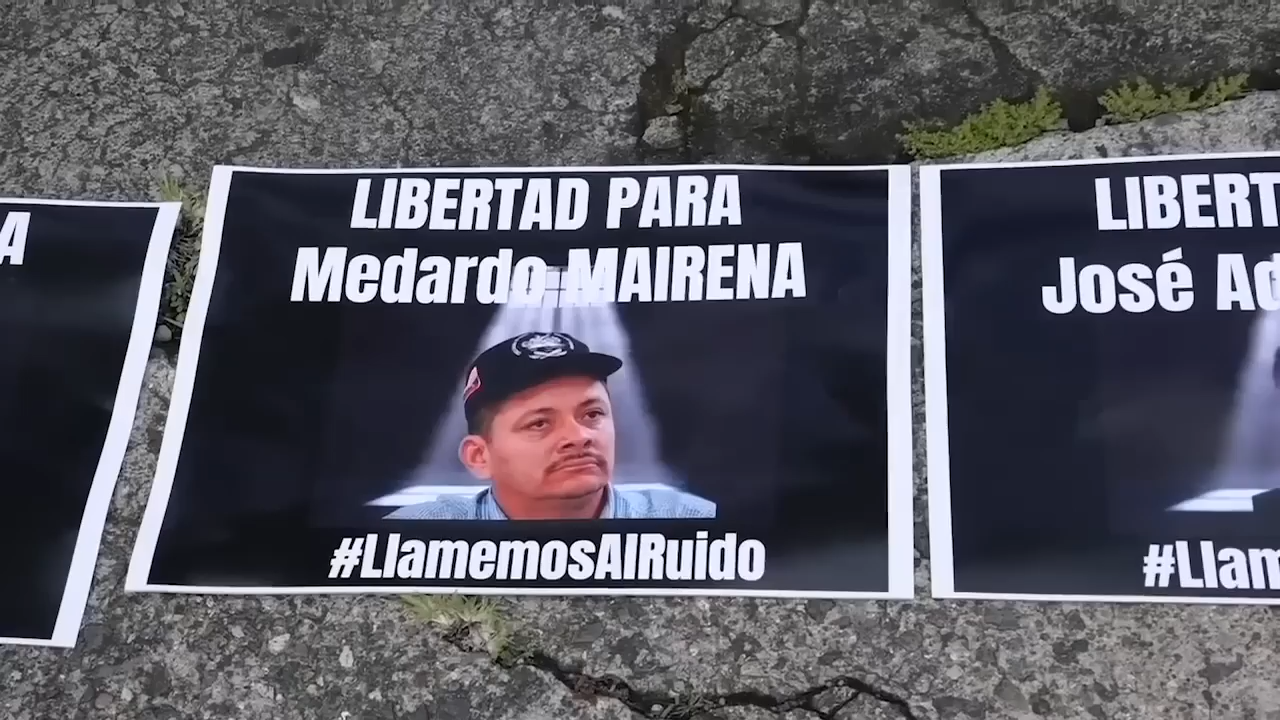 A
LIBERTAD PARA
Medardo MAIRENA
#LlamemosAlRuido
LIBERT
José Ad
#Llam